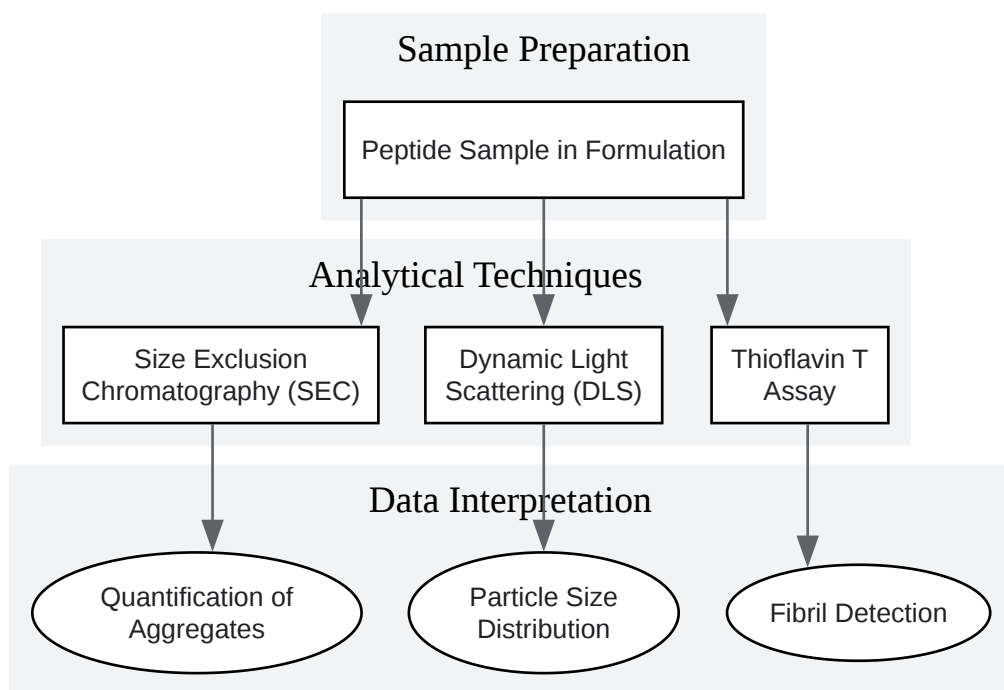 Sample Preparation
Peptide Sample in Formulation
Analytical Techniques
Size Exclusion
Chromatography (SEC)
Dynamic Light
Scattering (DLS)
Thioflavin T
Assay
Data Interpretation
Quantification of
Aggregates
Particle Size
Distribution
Fibril Detection